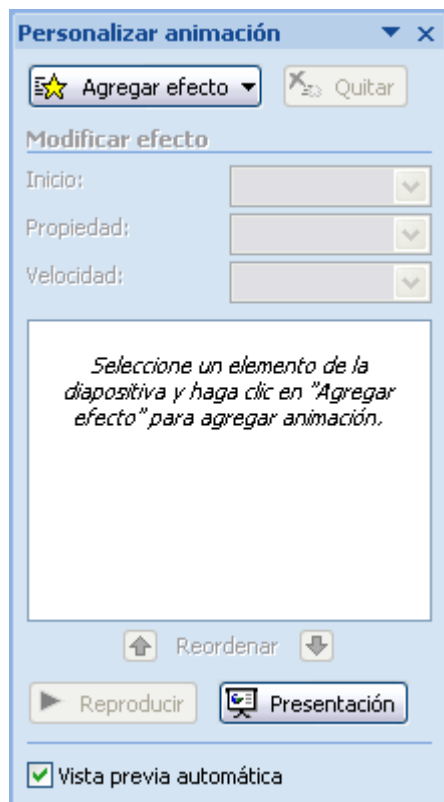 Personalizar animación
Agregar efecto
Quitar
Modificar efecto
Inicio:
Propiedad:
Velocidad:
Seleccione un elemento de la
diapositiva y haga clic en "Agregar
efecto" para agregar animación.
Reordenar
Reproducir
Presentación
Vista previa automática